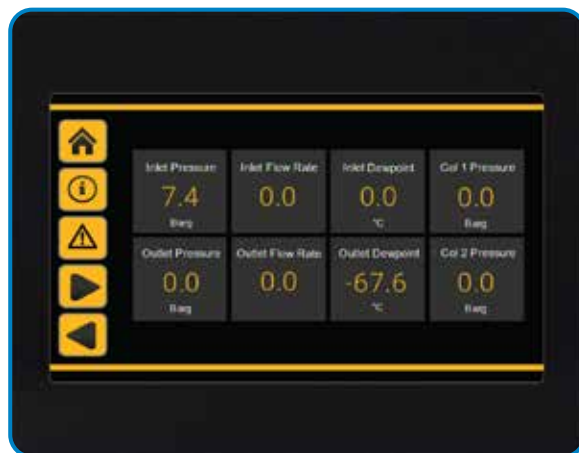 Inlet Pressure Inlet Flow Rate Inlet Dewpoint Col 1 Pressure
7.4 0.0 0.0 0.0
Barg °C Barg
Outlet Pressure Outlet Flow Rate Outlet Dewpoint Col 2 Pressure
0.0 0.0 -67.6 0.0
Barg °C Barg